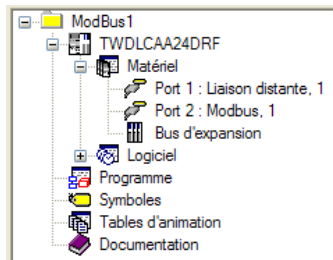 ModBus1
TWDLCAA24DRF
Matériel
Port 1 : Liaison distante, 1
Port 2 : Modbus, 1
Bus d'expansion
Logiciel
Programme
Symboles
Tables d'animation
Documentation